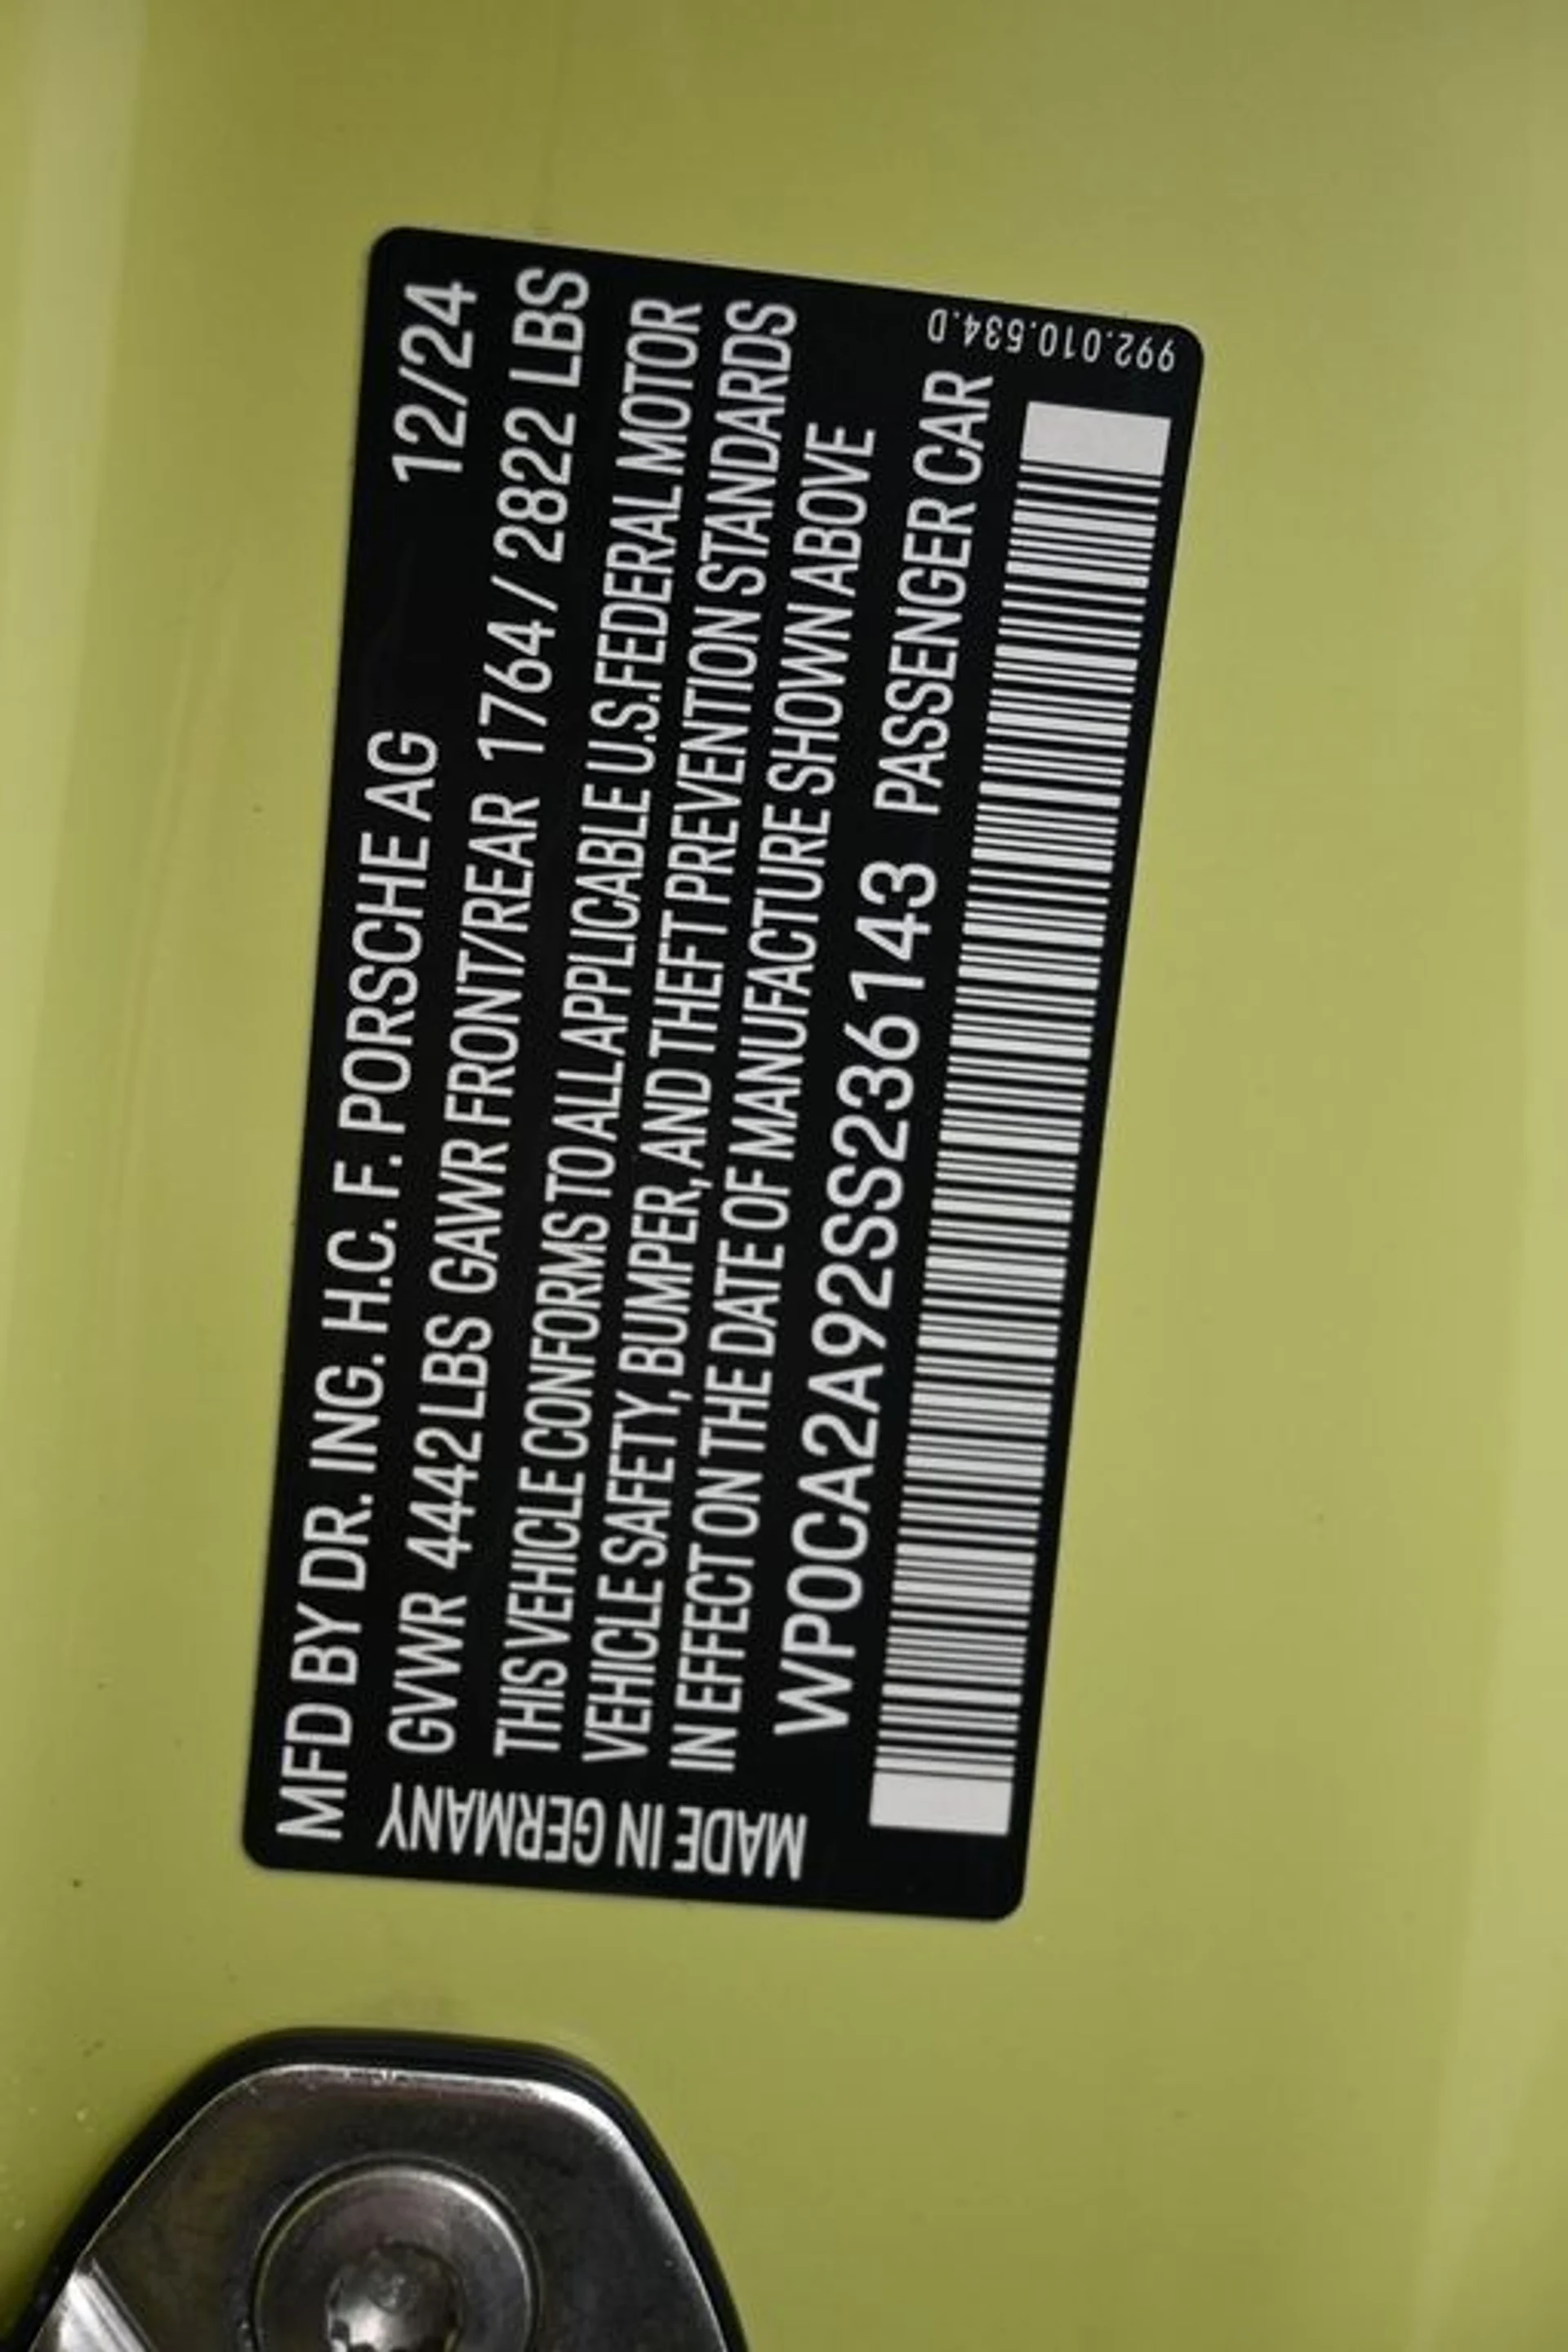 MFD BY DR. ING. H.C. F. PORSCHE AG 12/24
GVWR 4442 LBS GAWR FRONT/REAR 1764 / 2822 LBS
THIS VEHICLE CONFORMS TO ALL APPLICABLE U.S.FEDERAL MOTOR
VEHICLE SAFETY, BUMPER, AND THEFT PREVENTION STANDARDS
IN EFFECT ON THE DATE OF MANUFACTURE SHOWN ABOVE
WP0CA2A92SS236143 PASSENGER CAR
MADE IN GERMANY
992.010.634.D